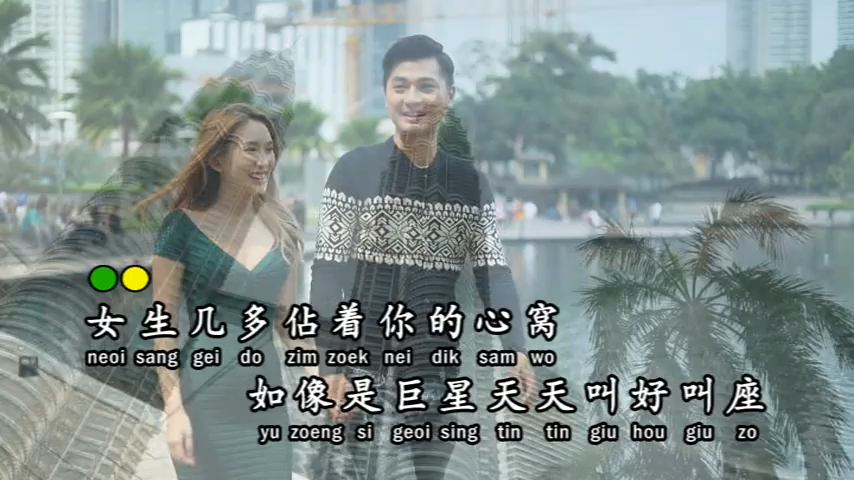 女生几多佔着你的心窝
neoi sang gei do zim zoek nei dik sam wo
如像是巨星天天叫好叫座
yu zoeng si geoi sing tin tin giu hou giu zo